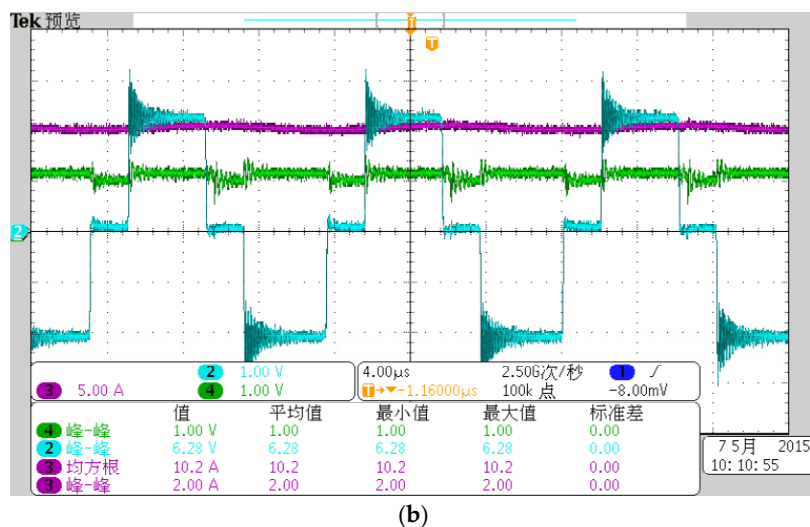 Tek 预览
T
T
2
2 1.00 V
3 5.00 A 4 1.00 V
4.00μs 2.50G次/秒 1 /
T→▼-1.16000μs 100k 点 -8.00mV
值 平均值 最小值 最大值 标准差
4 峰-峰 1.00 V 1.00 1.00 1.00 0.00
2 峰-峰 6.28 V 6.28 6.28 6.28 0.00
3 均方根 10.2 A 10.2 10.2 10.2 0.00
3 峰-峰 2.00 A 2.00 2.00 2.00 0.00
7 5月 2015
10:10:55
(b)